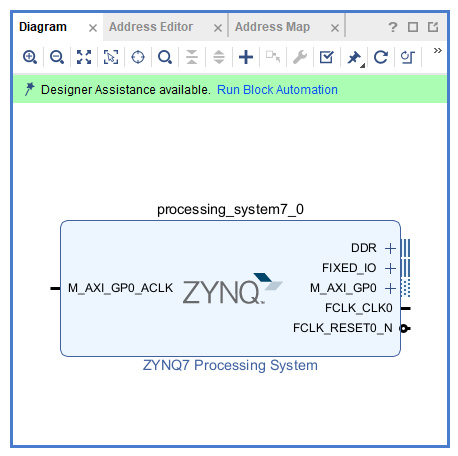 Diagram
Address Editor
Address Map
Designer Assistance available. Run Block Automation
processing_system7_0
DDR
FIXED_IO
M_AXI_GP0_ACLK
ZYNQ™
M_AXI_GP0
FCLK_CLK0
FCLK_RESET0_N
ZYNQ7 Processing System